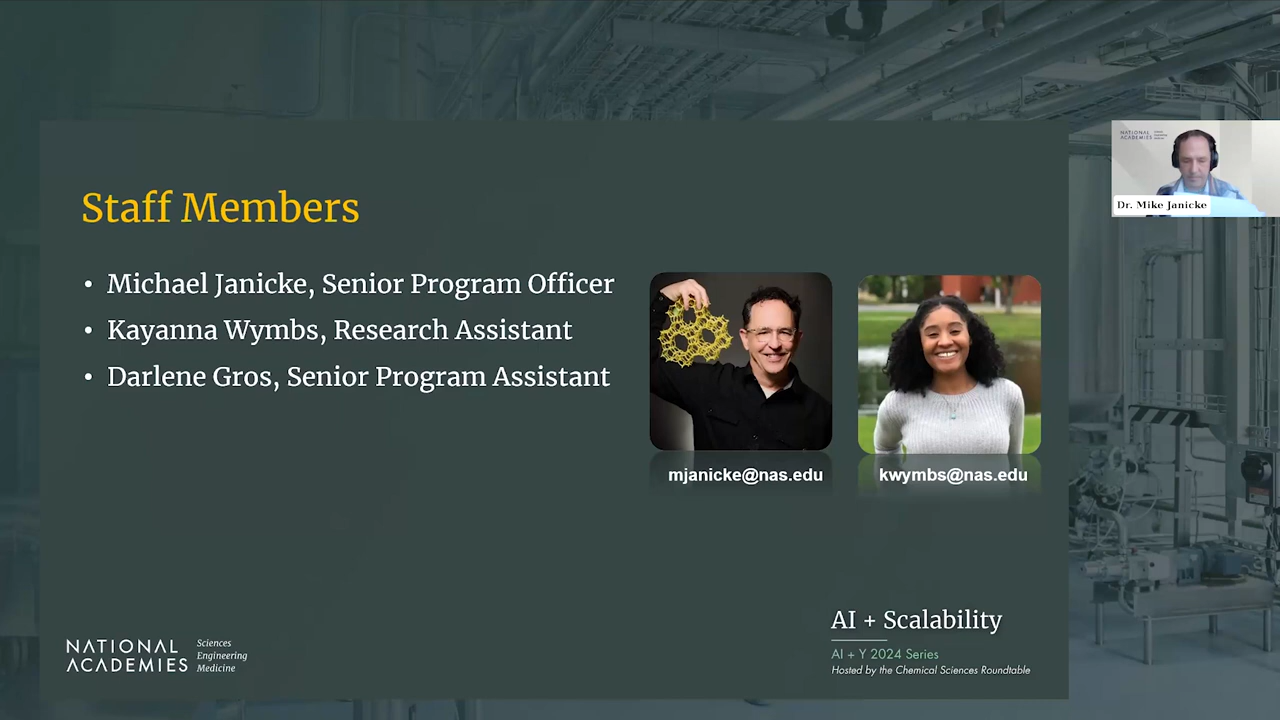 Staff Members
• Michael Janicke, Senior Program Officer
• Kayanna Wymbs, Research Assistant
• Darlene Gros, Senior Program Assistant
mjanicke@nas.edu
kwymbs@nas.edu
NATIONAL
ACADEMIES
Dr. Mike Janicke
AI + Scalability
AI + Y 2024 Series
Hosted by the Chemical Sciences Roundtable
NATIONAL
ACADEMIES
Sciences
Engineering
Medicine